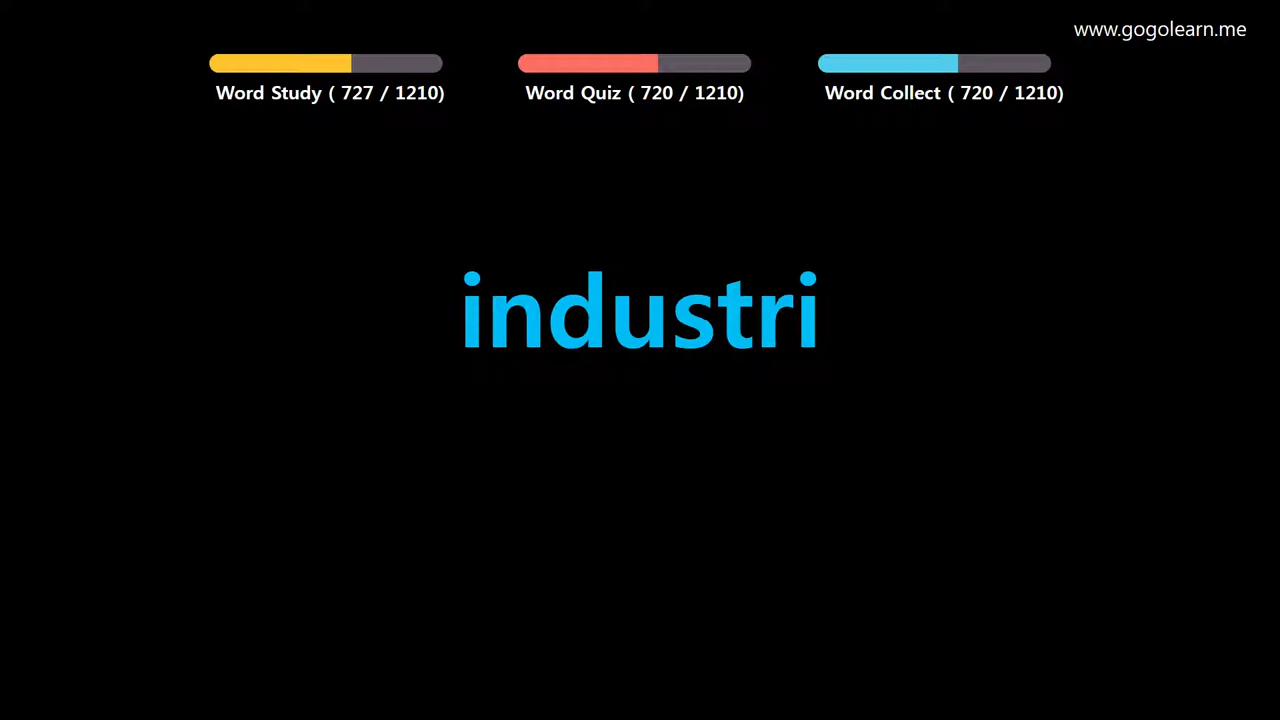 www.gogolearn.me
Word Study ( 727 / 1210)
Word Quiz ( 720 / 1210)
Word Collect ( 720 / 1210)
industri